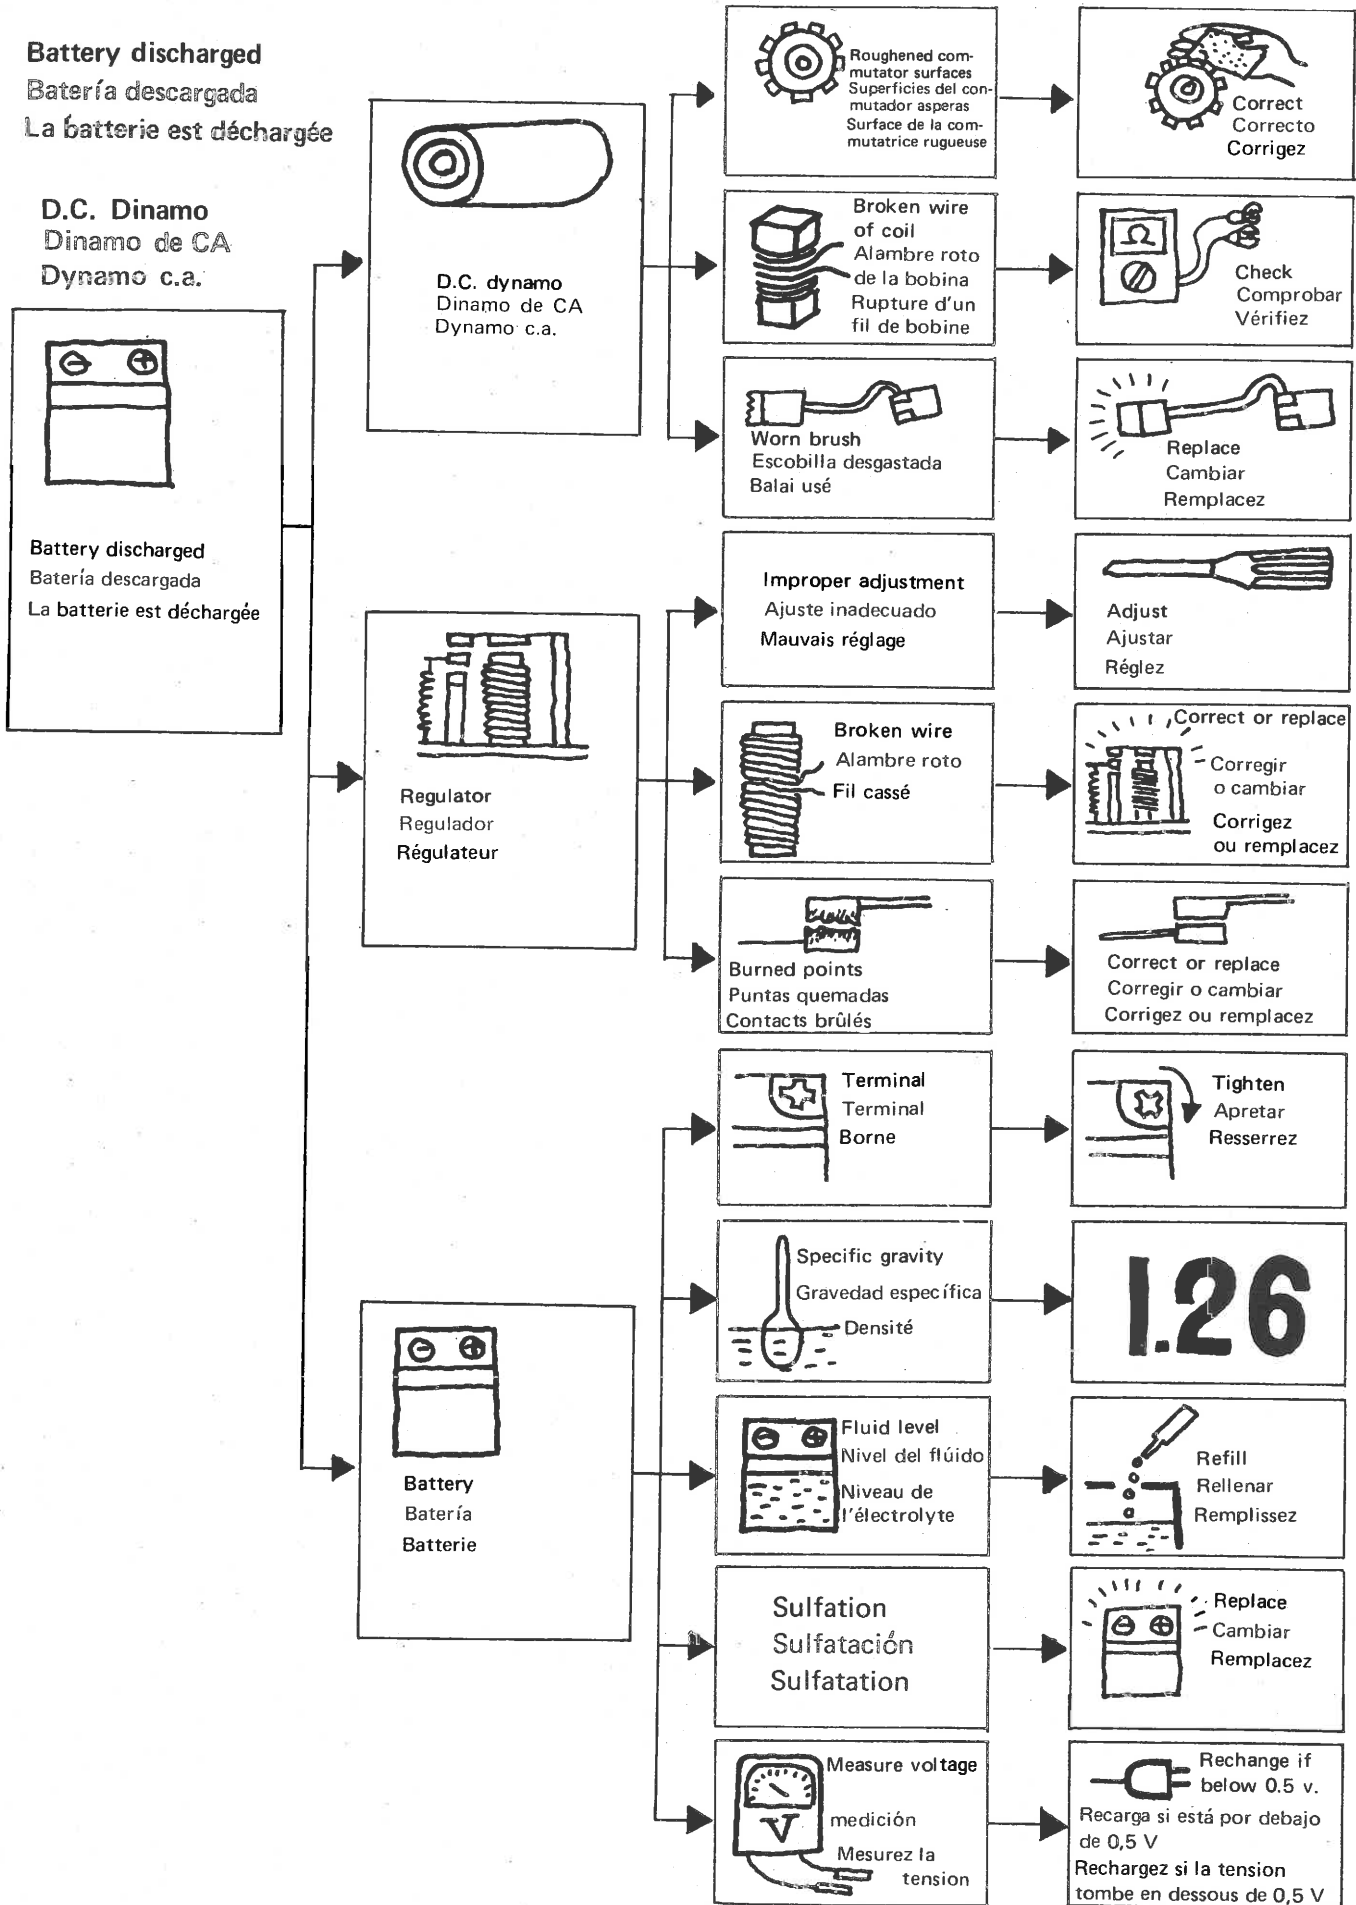 Battery discharged
Batería descargada
La batterie est déchargée
D.C. Dinamo
Dinamo de CA
Dynamo c.a.
Battery discharged
Batería descargada
La batterie est déchargée
D.C. dynamo
Dinamo de CA
Dynamo c.a.
Roughened com-
mutator surfaces
Superficies del con-
mutador asperas
Surface de la com-
mutatrice rugueuse
Correct
Correcto
Corrigez
Broken wire
of coil
Alambre roto
de la bobina
Rupture d'un
fil de bobine
Ω
Check
Comprobar
Vérifiez
Worn brush
Escobilla desgastada
Balai usé
Replace
Cambiar
Remplacez
Regulator
Regulador
Régulateur
Improper adjustment
Ajuste inadecuado
Mauvais réglage
Adjust
Ajustar
Réglez
Broken wire
Alambre roto
Fil cassé
Correct or replace
Corregir
o cambiar
Corrigez
ou remplacez
Burned points
Puntas quemadas
Contacts brûlés
Correct or replace
Corregir o cambiar
Corrigez ou remplacez
Battery
Batería
Batterie
Terminal
Terminal
Borne
Tighten
Apretar
Resserrez
Specific gravity
Gravedad específica
Densité
1.26
Fluid level
Nivel del flúido
Niveau de
l'électrolyte
Refill
Rellenar
Remplissez
Sulfation
Sulfatación
Sulfatation
Replace
Cambiar
Remplacez
Measure voltage
medición
Mesurez la
tension
V
Rechange if
below 0.5 v.
Recarga si está por debajo
de 0,5 V
Rechargez si la tension
tombe en dessous de 0,5 V